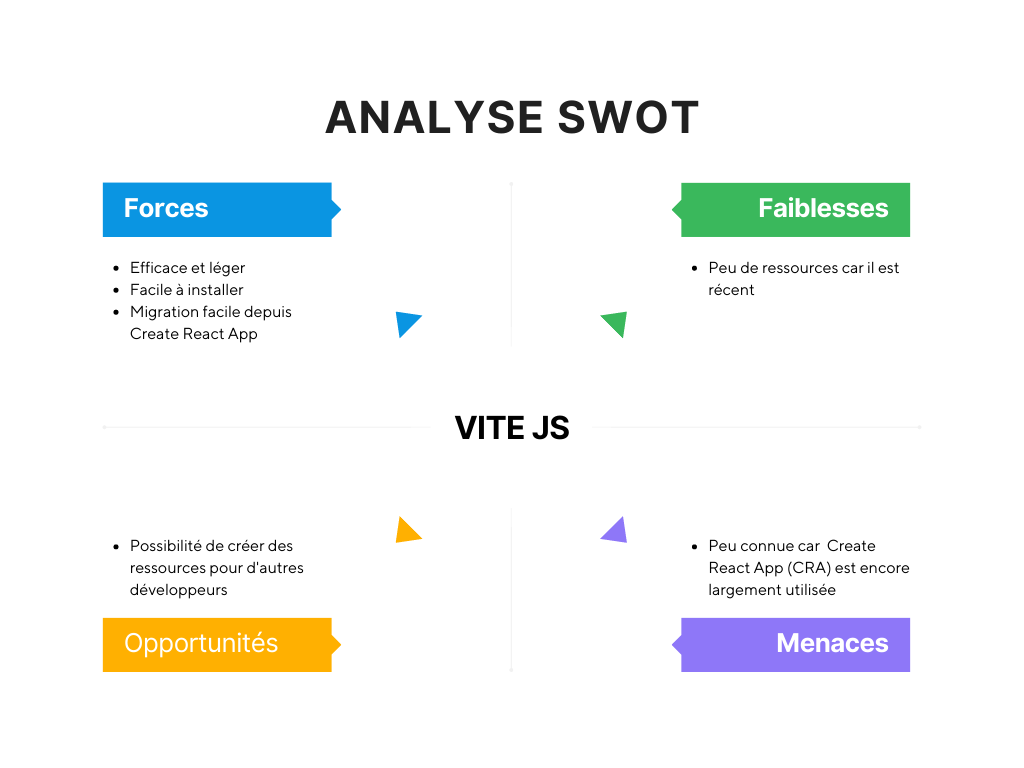 ANALYSE SWOT
Forces
Faiblesses
Efficace et léger
Facile à installer
Migration facile depuis
Create React App
Peu de ressources car il est
récent
VITE JS
Possibilité de créer des
ressources pour d'autres
développeurs
Peu connue car  Create
React App (CRA) est encore
largement utilisée
Opportunités
Menaces